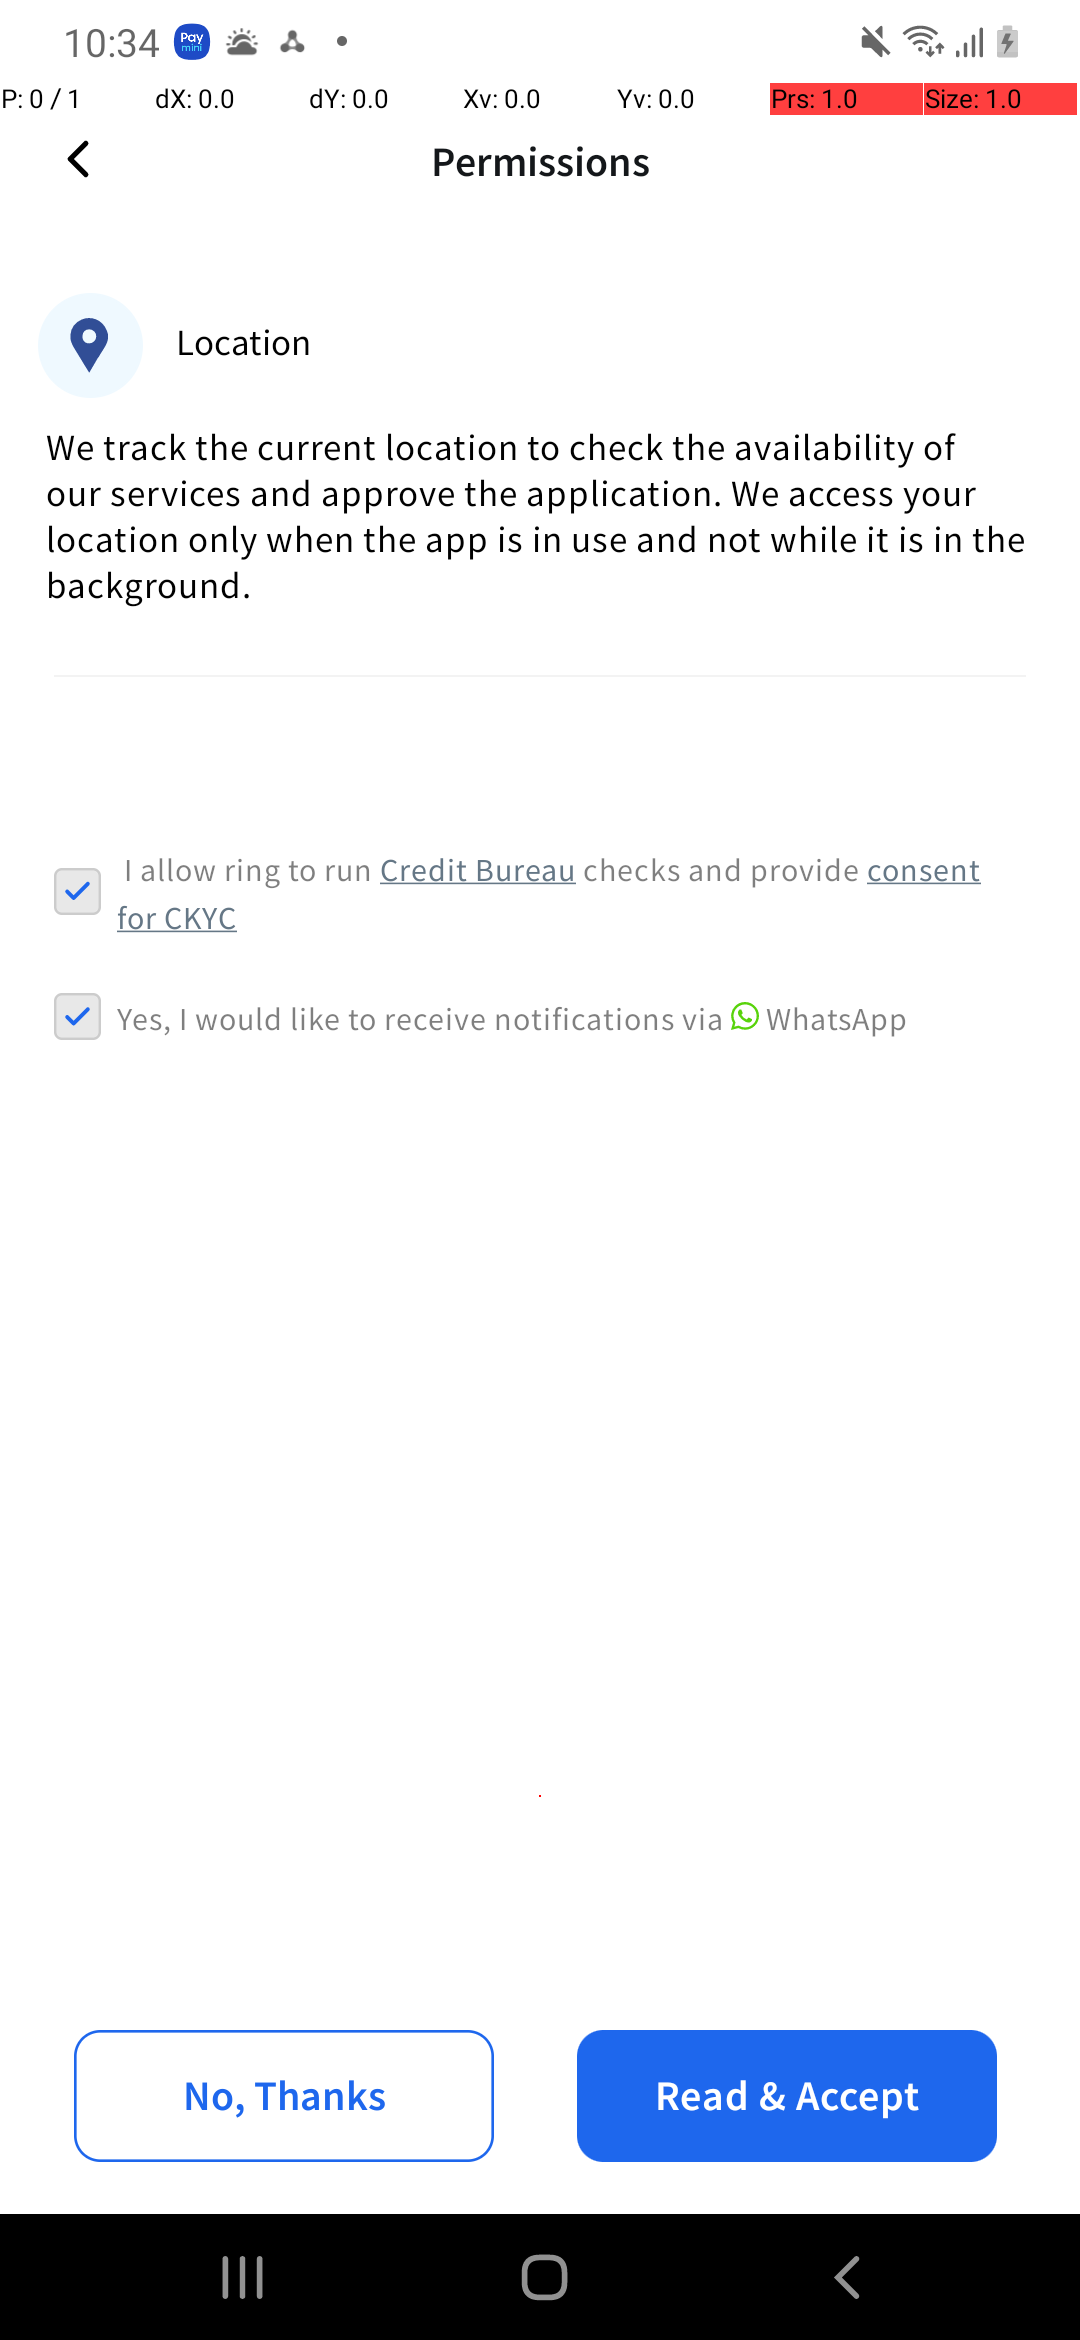 10:34 Pay mini
P: 0 / 1 dX: 0.0 dY: 0.0 Xv: 0.0 Yv: 0.0 Prs: 1.0 Size: 1.0
Permissions
Location
We track the current location to check the availability of
our services and approve the application. We access your
location only when the app is in use and not while it is in the
background.
I allow ring to run Credit Bureau checks and provide consent
for CKYC
Yes, I would like to receive notifications via WhatsApp
No, Thanks
Read & Accept